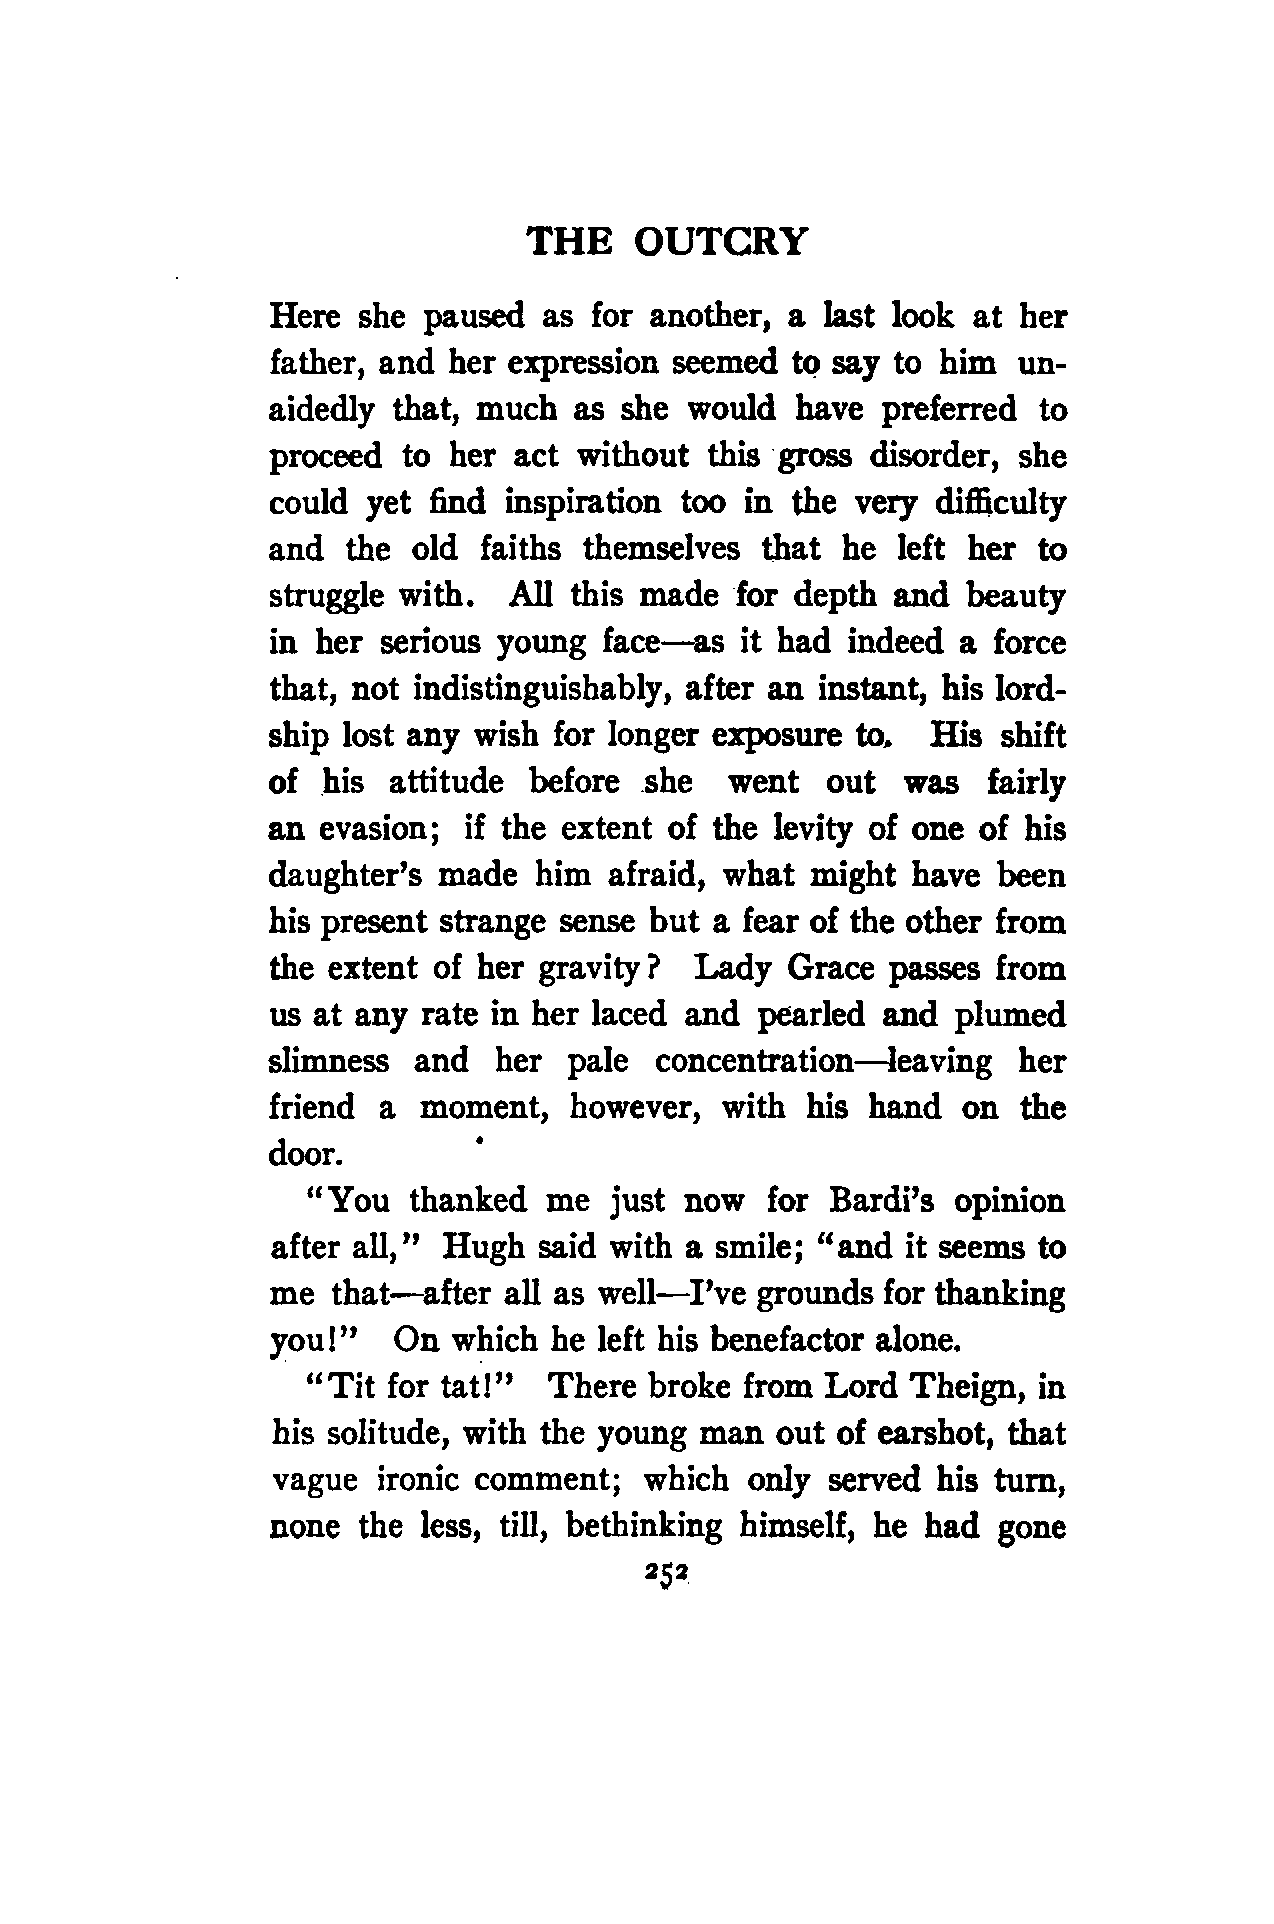 THE OUTCRY
Here she paused as for another, a last look at her
father, and her expression seemed to say to him un-
aidedly that, much as she would have preferred to
proceed to her act without this gross disorder, she
could yet find inspiration too in the very difficulty
and the old faiths themselves that he left her to
struggle with. All this made for depth and beauty
in her serious young face—as it had indeed a force
that, not indistinguishably, after an instant, his lord-
ship lost any wish for longer exposure to. His shift
of his attitude before she went out was fairly
an evasion; if the extent of the levity of one of his
daughter's made him afraid, what might have been
his present strange sense but a fear of the other from
the extent of her gravity? Lady Grace passes from
us at any rate in her laced and pearled and plumed
slimness and her pale concentration—leaving her
friend a moment, however, with his hand on the
door.
"You thanked me just now for Bardi's opinion
after all," Hugh said with a smile; "and it seems to
me that—after all as well—I've grounds for thanking
you!" On which he left his benefactor alone.
"Tit for tat!" There broke from Lord Theign, in
his solitude, with the young man out of earshot, that
vague ironic comment; which only served his turn,
none the less, till, bethinking himself, he had gone
252